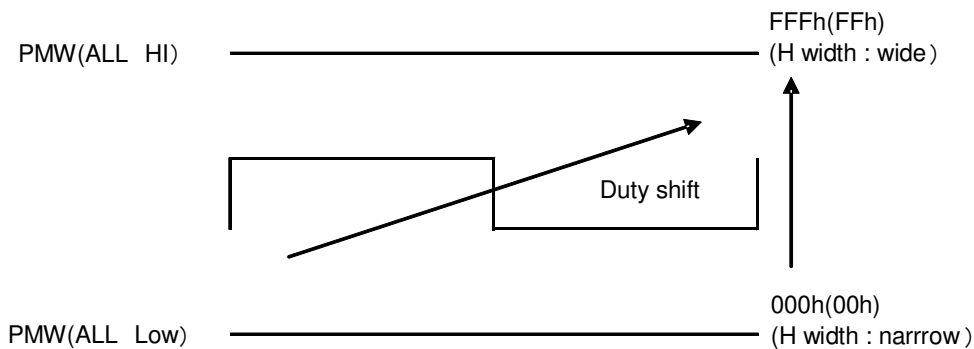 FFFh(FFh)
PMW(ALL HI) (H width : wide)
Duty shift
000h(00h)
PMW(ALL Low) (H width : narrrow)